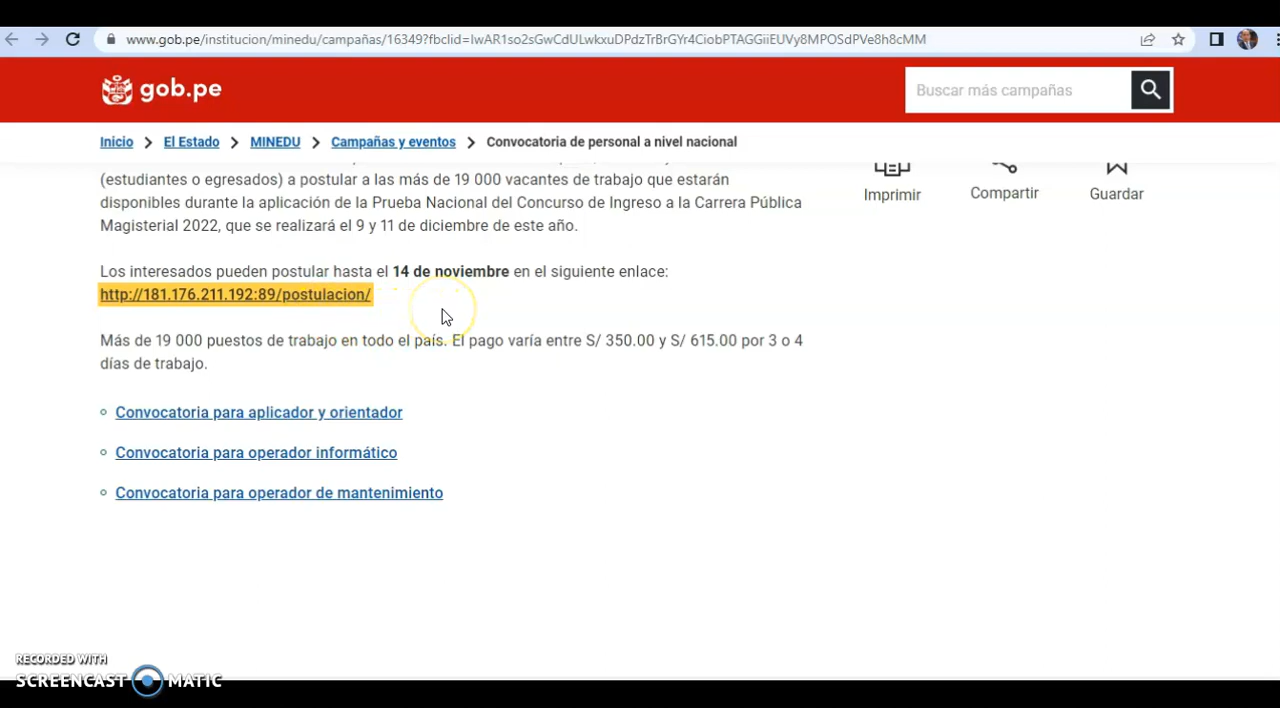 www.gob.pe/institucion/minedu/campañas/16349?fbclid=IwAR1so2sGwCdULwkxuDPdzTrBrGYr4CiobPTAGGiiEUVy8MPOSdPVe8h8cMM
gob.pe
Buscar más campañas
Inicio > El Estado > MINEDU > Campañas y eventos > Convocatoria de personal a nivel nacional
(estudiantes o egresados) a postular a las más de 19 000 vacantes de trabajo que estarán
disponibles durante la aplicación de la Prueba Nacional del Concurso de Ingreso a la Carrera Pública
Magisterial 2022, que se realizará el 9 y 11 de diciembre de este año.
Imprimir
Compartir
Guardar
Los interesados pueden postular hasta el 14 de noviembre en el siguiente enlace:
http://181.176.211.192:89/postulacion/
Más de 19 000 puestos de trabajo en todo el país. El pago varía entre S/ 350.00 y S/ 615.00 por 3 o 4
días de trabajo.
Convocatoria para aplicador y orientador
Convocatoria para operador informático
Convocatoria para operador de mantenimiento
RECORDED WITH
SCREENCAST MATIC